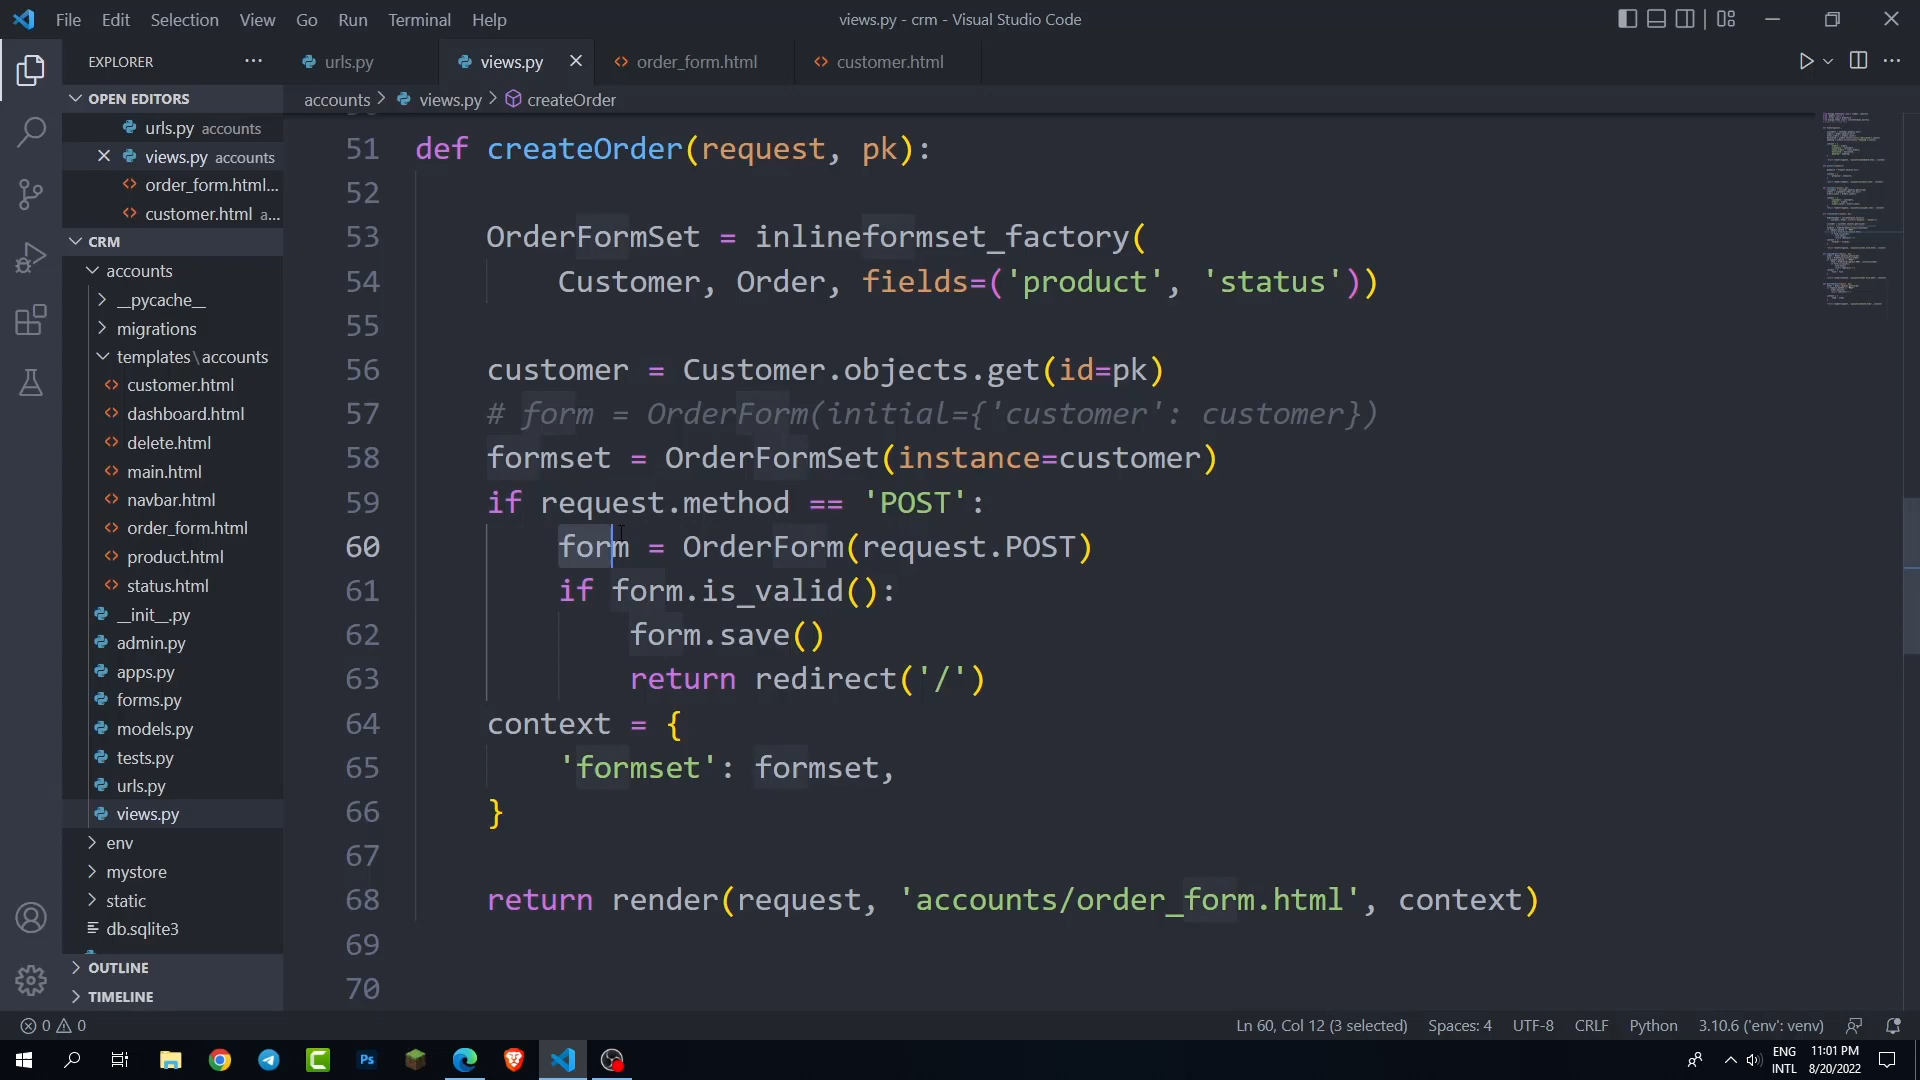 File Edit Selection View Go Run Terminal Help
views.py - crm - Visual Studio Code
EXPLORER
urls.py
views.py
order_form.html
customer.html
OPEN EDITORS
urls.py accounts
views.py accounts
order_form.html...
customer.html a...
CRM
accounts
__pycache__
migrations
templates\accounts
customer.html
dashboard.html
delete.html
main.html
navbar.html
order_form.html
product.html
status.html
__init__.py
admin.py
apps.py
forms.py
models.py
tests.py
urls.py
views.py
env
mystore
static
db.sqlite3
OUTLINE
TIMELINE
accounts > views.py > createOrder
51 def createOrder(request, pk):
52
53 OrderFormSet = inlineformset_factory(
54 Customer, Order, fields=('product', 'status'))
55
56 customer = Customer.objects.get(id=pk)
57 # form = OrderForm(initial={'customer': customer})
58 formset = OrderFormSet(instance=customer)
59 if request.method == 'POST':
60 form = OrderForm(request.POST)
61 if form.is_valid():
62 form.save()
63 return redirect('/')
64 context = {
65 'formset': formset,
66 }
67
68 return render(request, 'accounts/order_form.html', context)
69
70
0 0
Ln 60, Col 12 (3 selected) Spaces: 4 UTF-8 CRLF Python 3.10.6 ('env': venv)
Ps
ENG
INTL
11:01 PM
8/20/2022